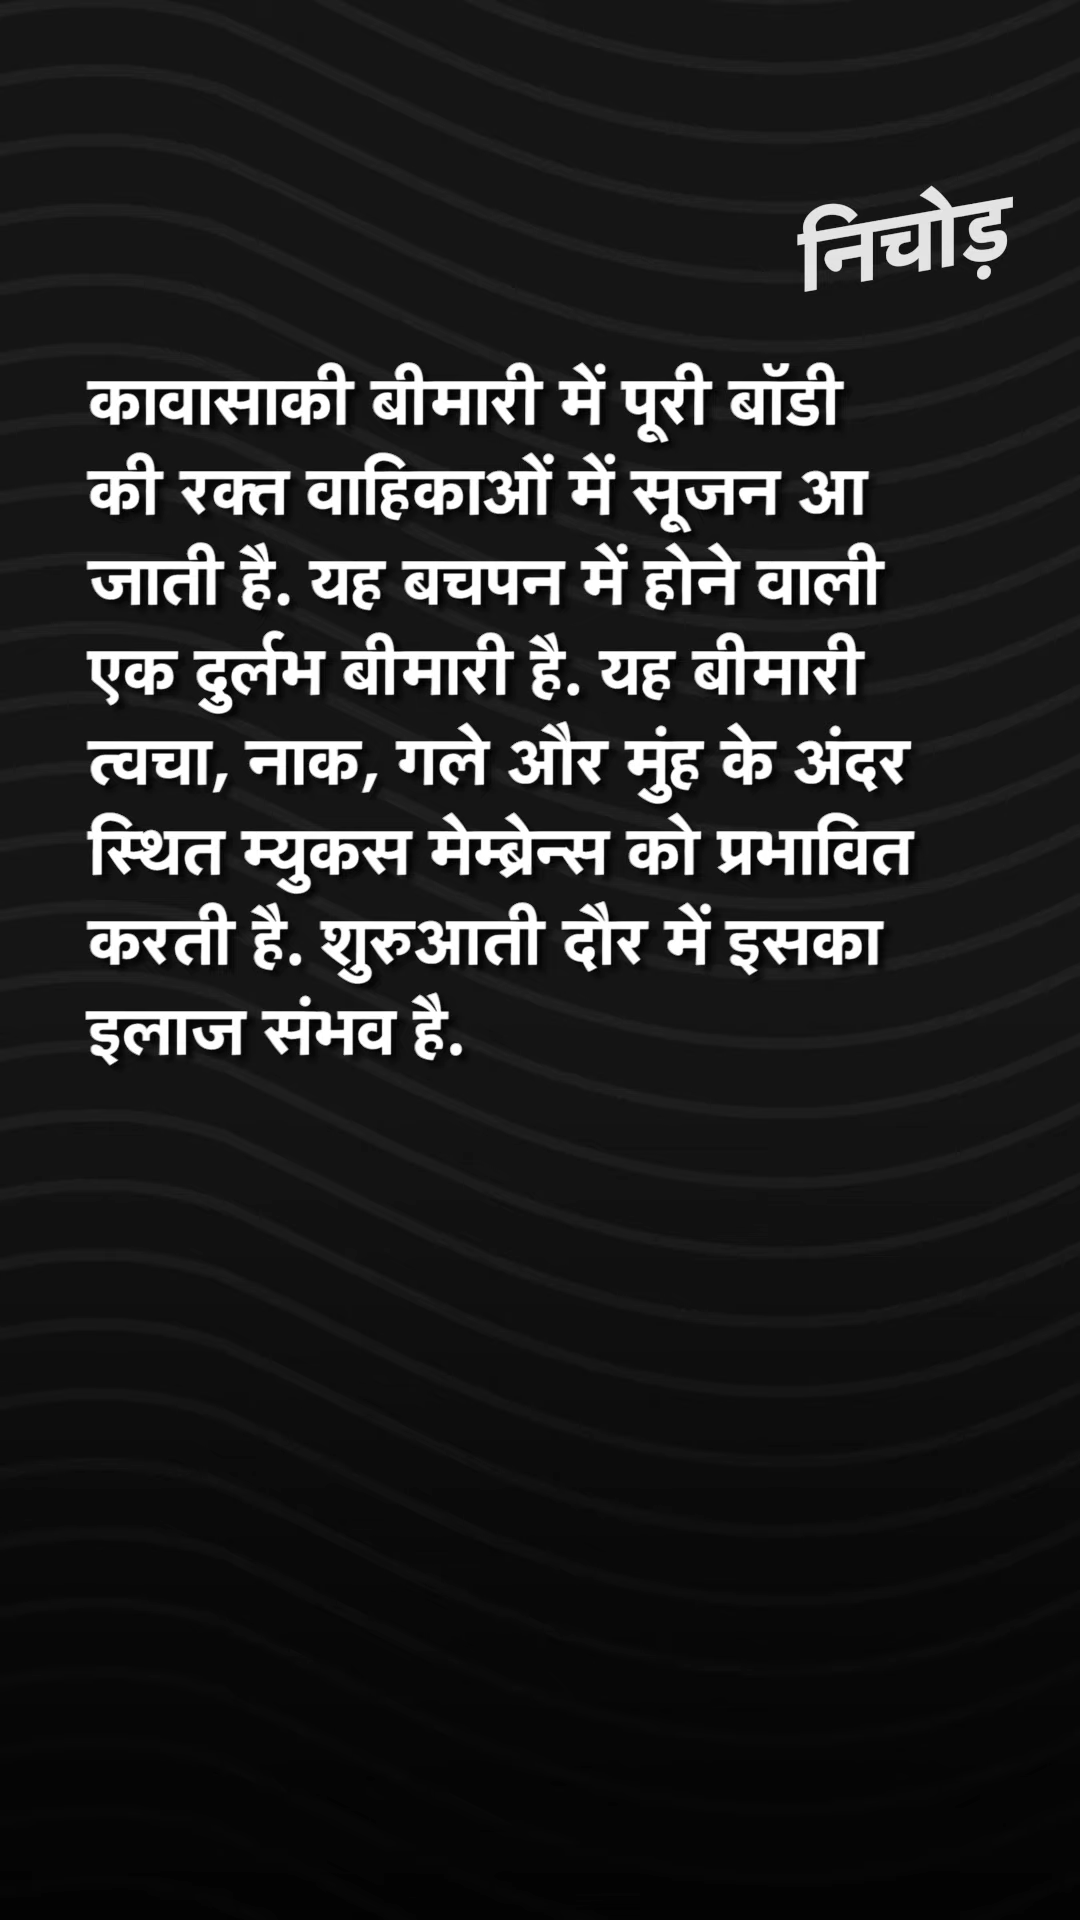 निचोड़
कावासाकी बीमारी में पूरी बॉडी
की रक्त वाहिकाओं में सूजन आ
जाती है. यह बचपन में होने वाली
एक दुर्लभ बीमारी है. यह बीमारी
त्वचा, नाक, गले और मुंह के अंदर
स्थित म्युकस मेम्ब्रेन्स को प्रभावित
करती है. शुरुआती दौर में इसका
इलाज संभव है.